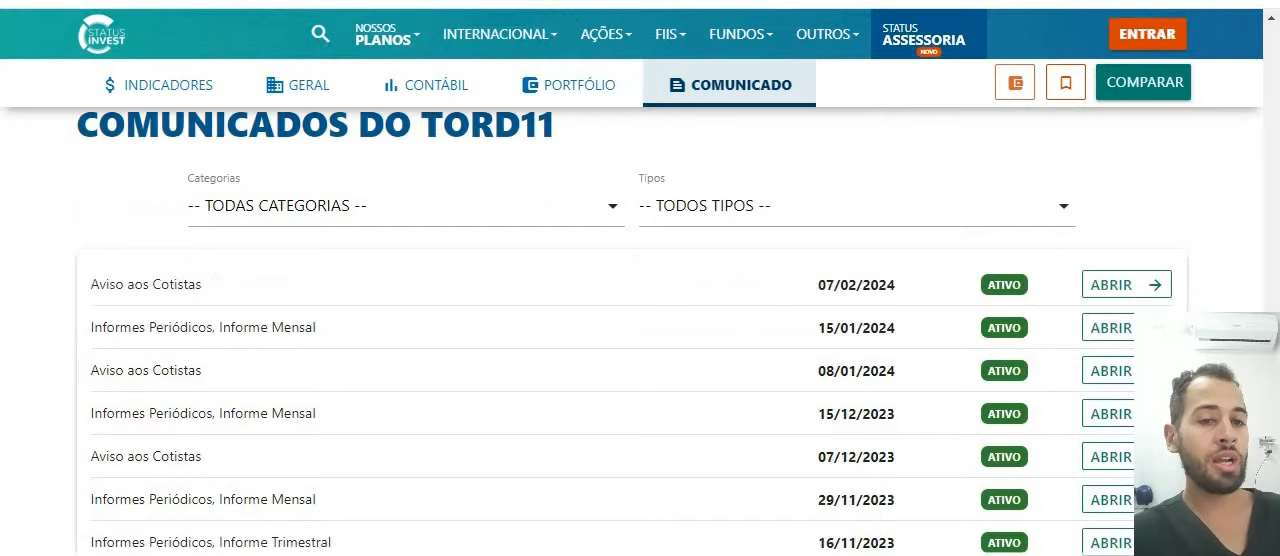 STATUS INVEST
NOSSOS PLANOS
INTERNACIONAL
AÇÕES
FIIS
FUNDOS
OUTROS
STATUS ASSESSORIA
NOVO
ENTRAR
INDICADORES
GERAL
CONTÁBIL
PORTFÓLIO
COMUNICADO
COMPARAR
COMUNICADOS DO TORD11
Categorias
Tipos
-- TODAS CATEGORIAS --
-- TODOS TIPOS --
Aviso aos Cotistas 07/02/2024 ATIVO ABRIR
Informes Periódicos, Informe Mensal 15/01/2024 ATIVO ABRIR
Aviso aos Cotistas 08/01/2024 ATIVO ABRIR
Informes Periódicos, Informe Mensal 15/12/2023 ATIVO ABRIR
Aviso aos Cotistas 07/12/2023 ATIVO ABRIR
Informes Periódicos, Informe Mensal 29/11/2023 ATIVO ABRIR
Informes Periódicos, Informe Trimestral 16/11/2023 ATIVO ABRIR